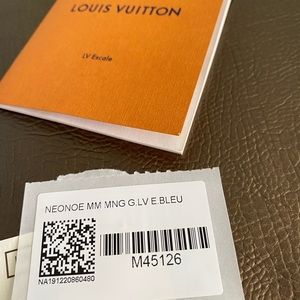 LOUIS VUITTON
LV Escale
NEONOE MM MNG G.LV E.BLEU
M45126
NA191220860480